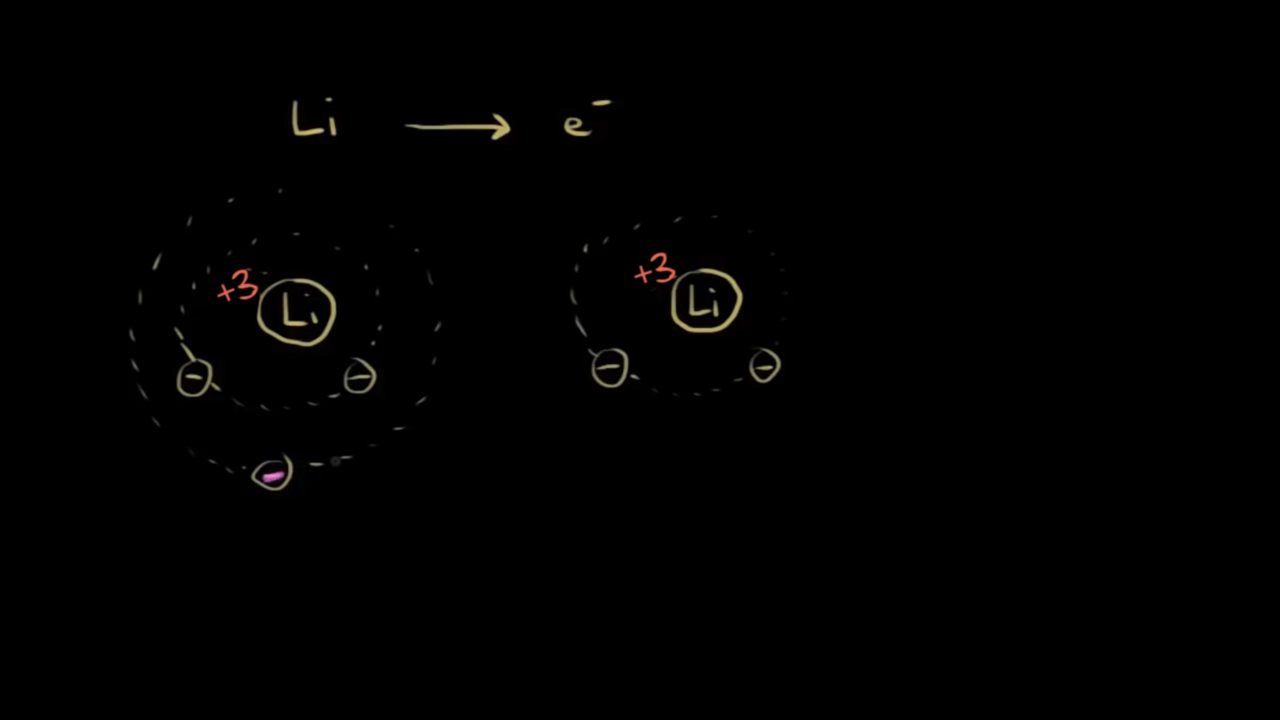 Li → e⁻
+3 Li +3 Li
− − − −
−